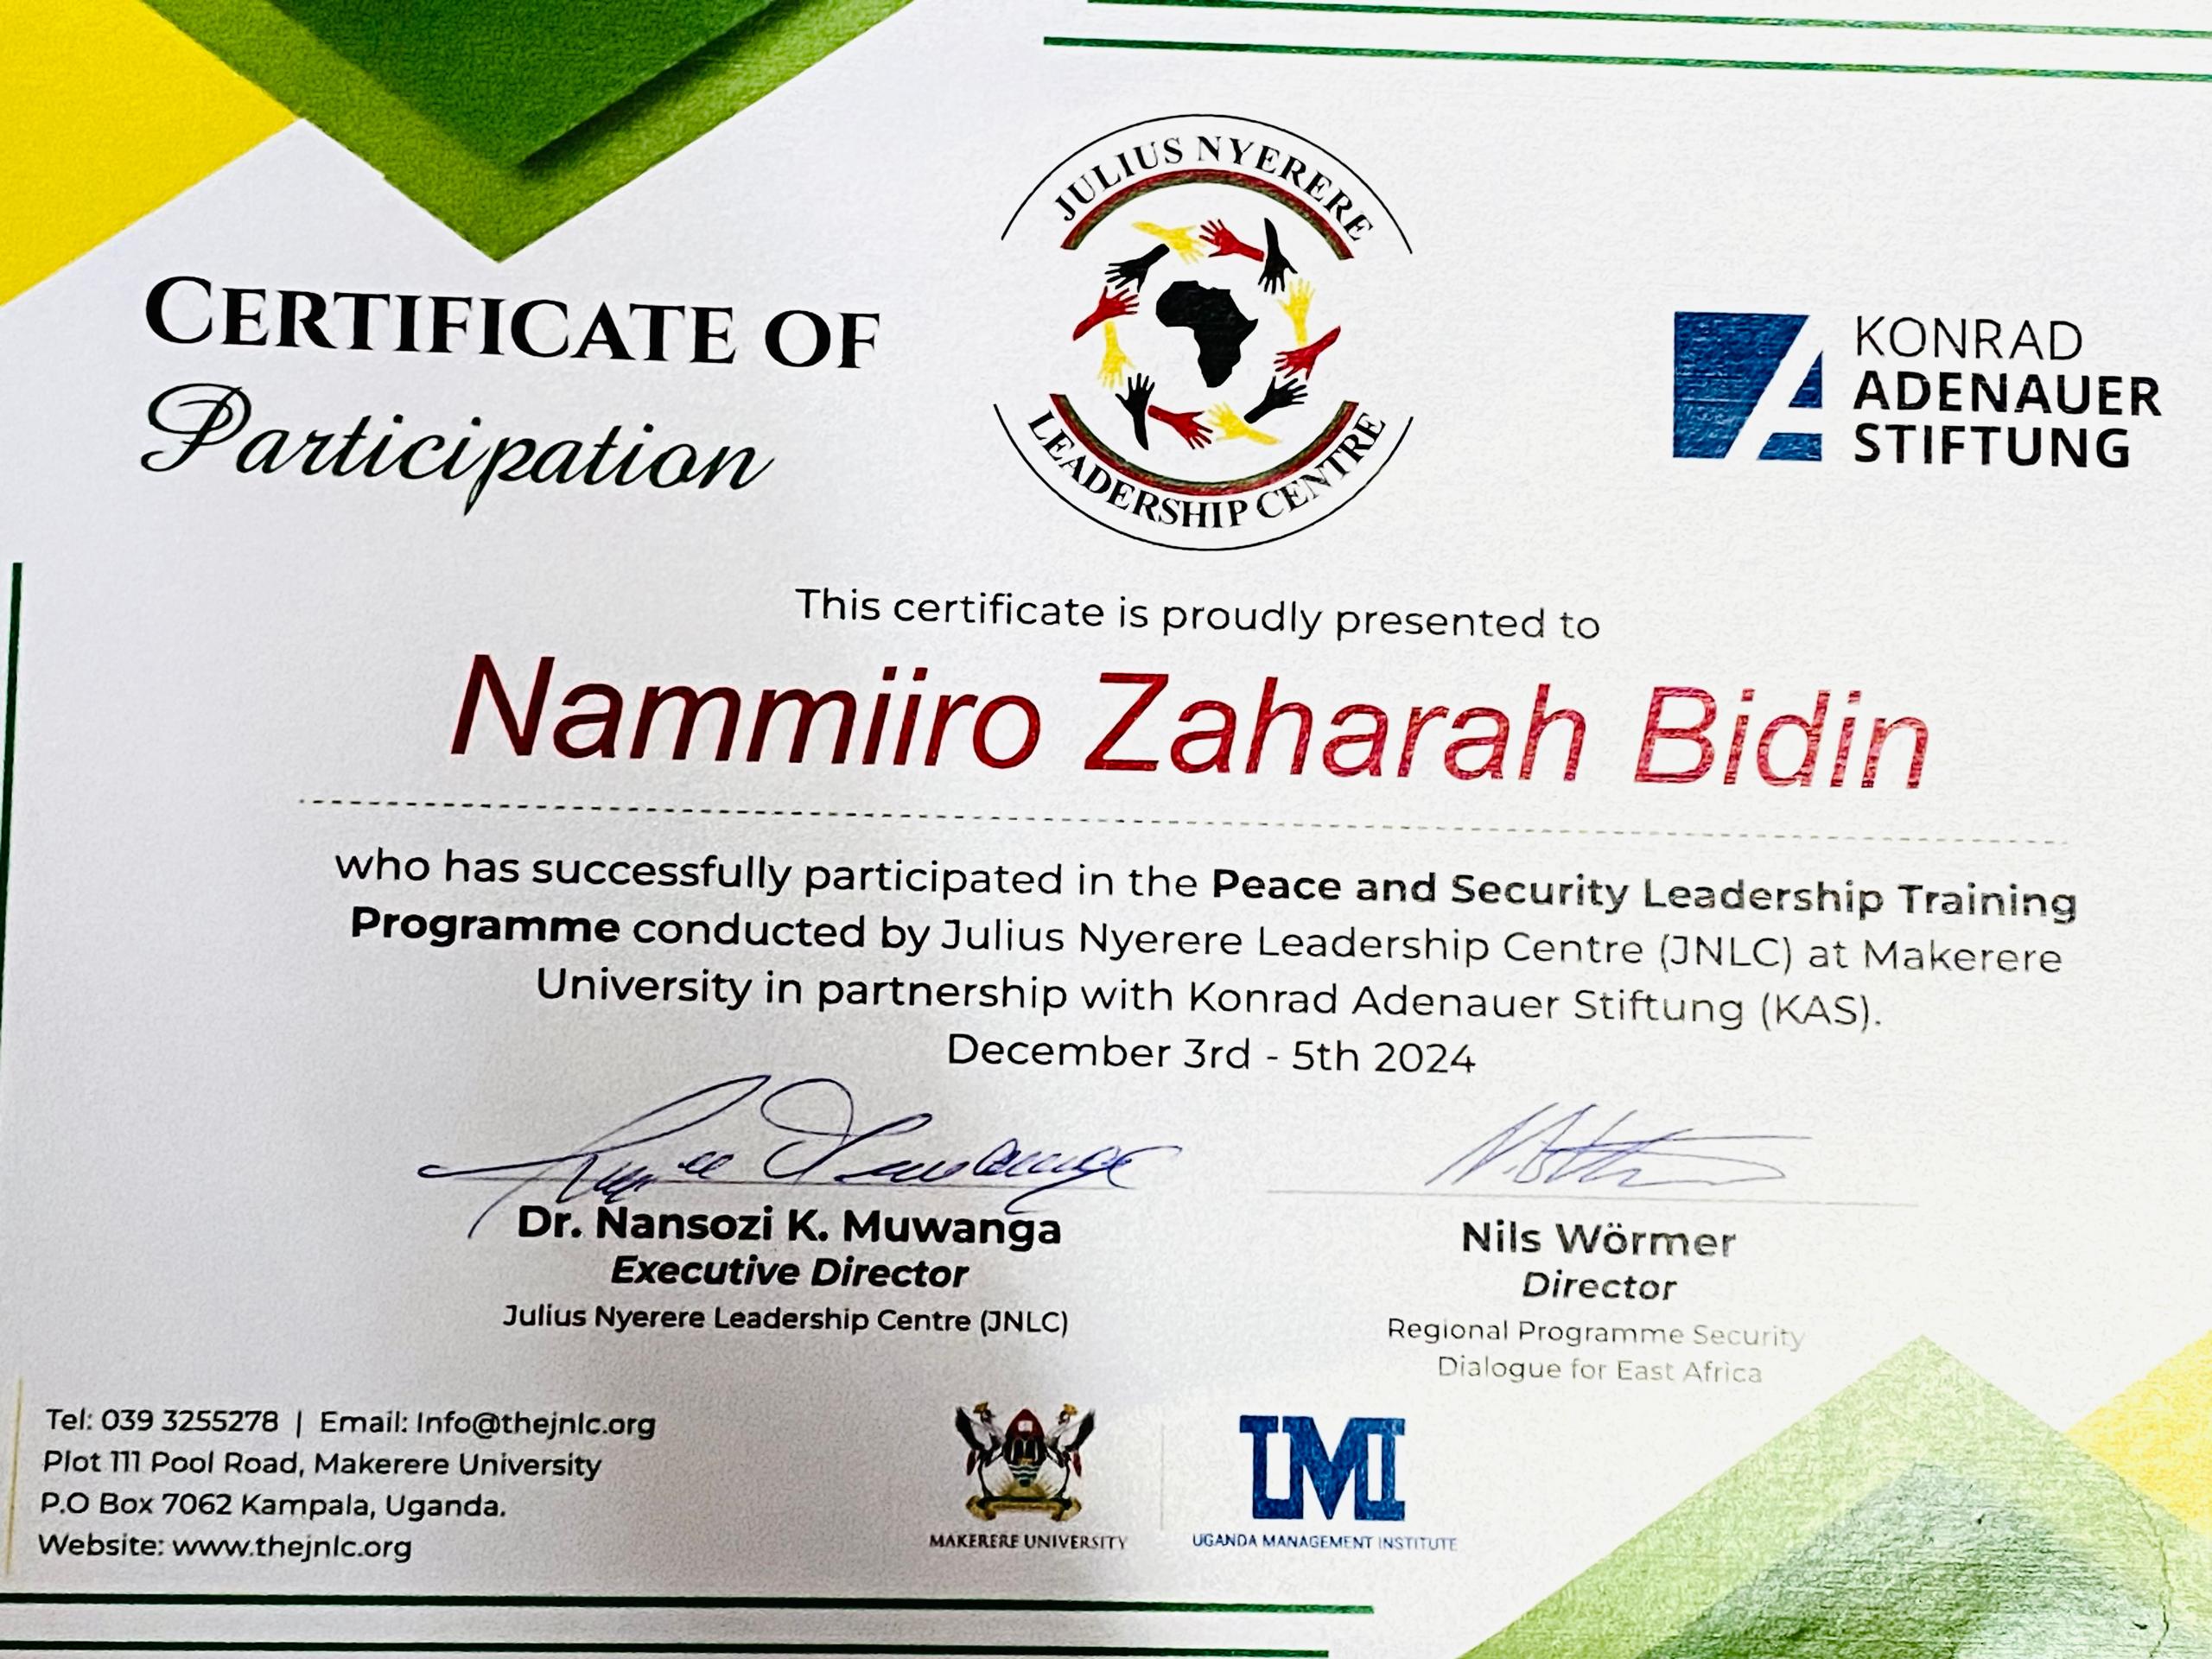 CERTIFICATE OF
Participation
JULIUS NYERERE
LEADERSHIP CENTRE
KONRAD
ADENAUER
STIFTUNG
This certificate is proudly presented to
Nammiiro Zaharah Bidin
who has successfully participated in the Peace and Security Leadership Training
Programme conducted by Julius Nyerere Leadership Centre (JNLC) at Makerere
University in partnership with Konrad Adenauer Stiftung (KAS).
December 3rd - 5th 2024
Dr. Nansozi K. Muwanga
Executive Director
Julius Nyerere Leadership Centre (JNLC)
Nils Wörmer
Director
Regional Programme Security
Dialogue for East Africa
Tel: 039 3255278 | Email: Info@thejnlc.org
Plot 111 Pool Road, Makerere University
P.O Box 7062 Kampala, Uganda.
Website: www.thejnlc.org
MAKERERE UNIVERSITY
UMI
UGANDA MANAGEMENT INSTITUTE